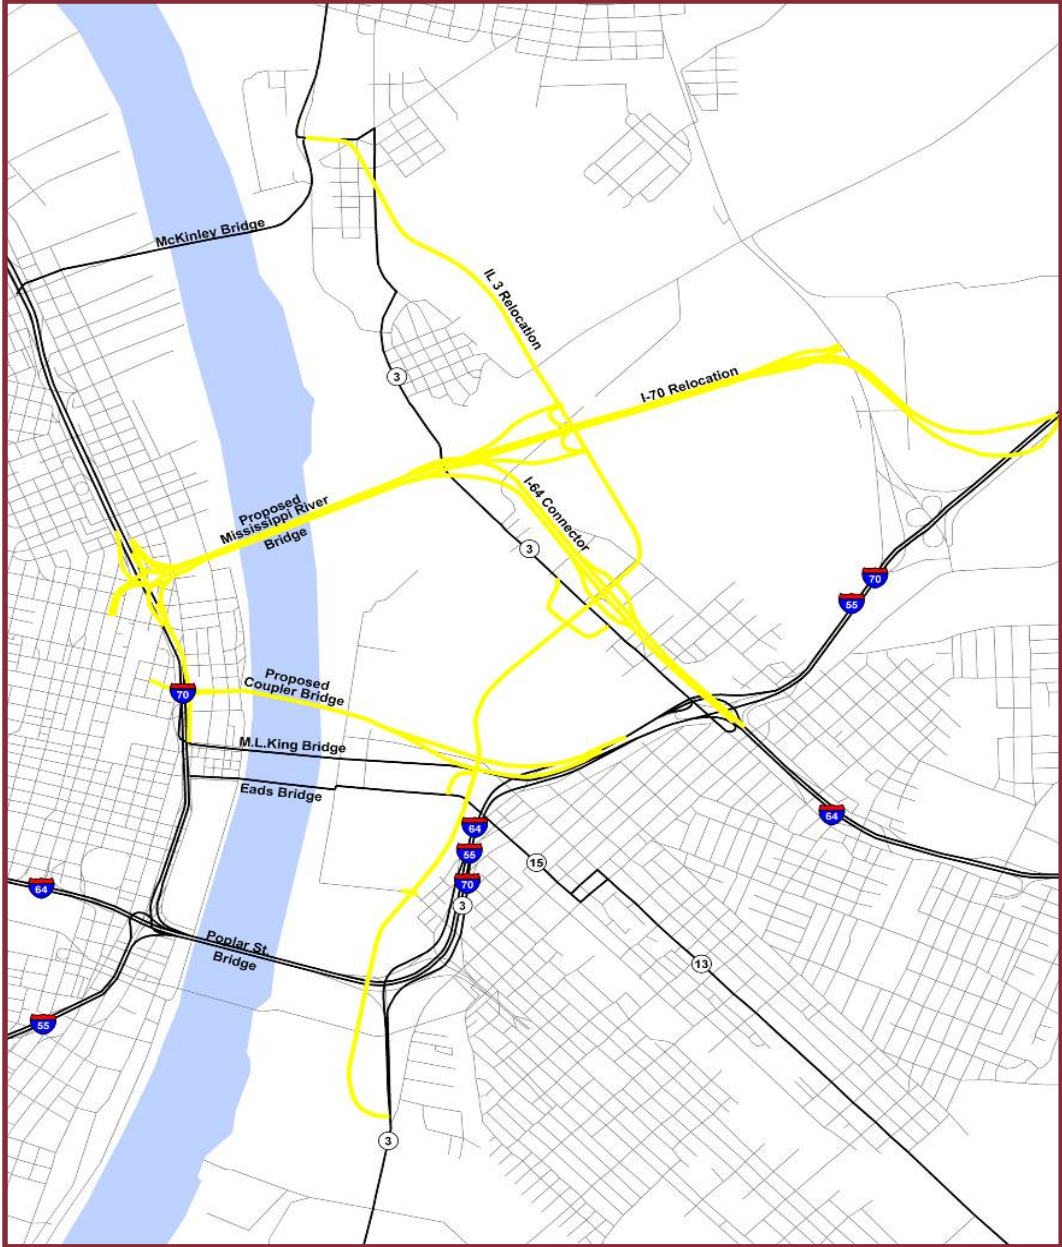 McKinley Bridge
IL 3 Relocation
3
I-70 Relocation
I-64 Connector
Proposed
Mississippi River
Bridge
3
70
55
Proposed
Coupler Bridge
70
M.L.King Bridge
Eads Bridge
64
64
55
15
70
64
3
Poplar St.
Bridge
13
55
3